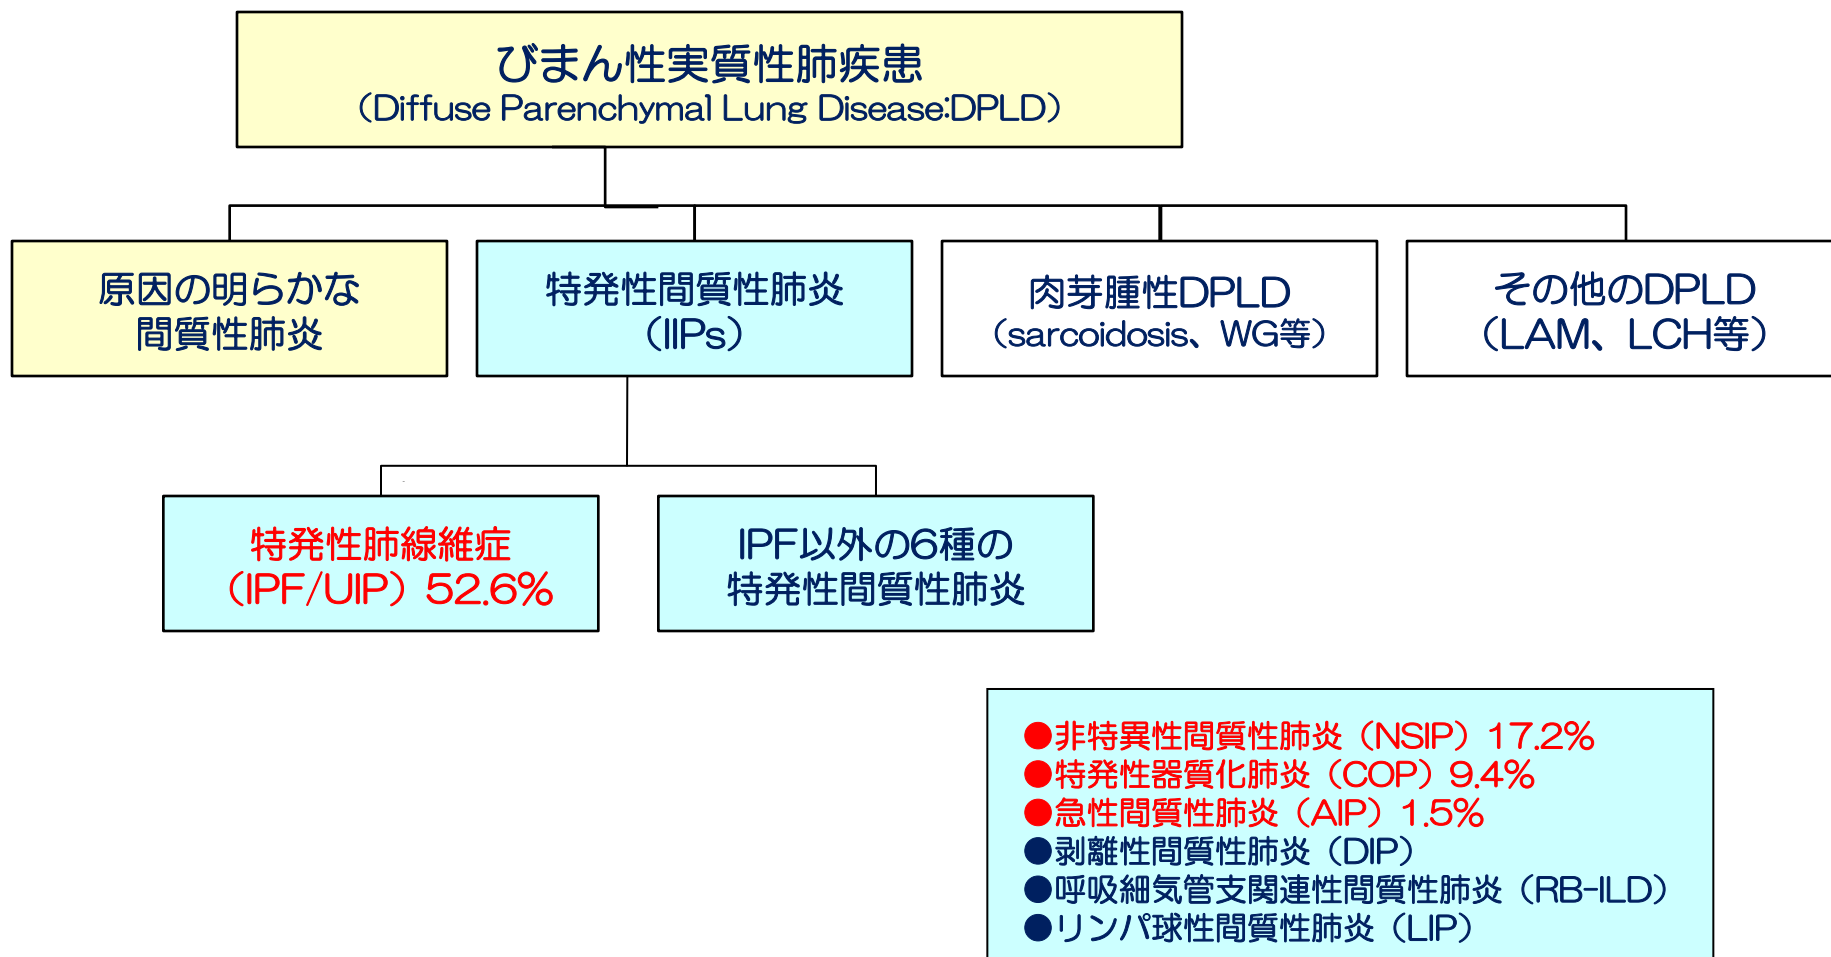 びまん性実質性肺疾患
（Diffuse Parenchymal Lung Disease:DPLD）
原因の明らかな
間質性肺炎
特発性間質性肺炎
（IIPs）
肉芽腫性DPLD
（sarcoidosis、WG等）
その他のDPLD
（LAM、LCH等）
特発性肺線維症
（IPF/UIP）52.6%
IPF以外の6種の
特発性間質性肺炎
●非特異性間質性肺炎（NSIP）17.2%
●特発性器質化肺炎（COP）9.4%
●急性間質性肺炎（AIP）1.5%
●剥離性間質性肺炎（DIP）
●呼吸細気管支関連性間質性肺炎（RB-ILD）
●リンパ球性間質性肺炎（LIP）